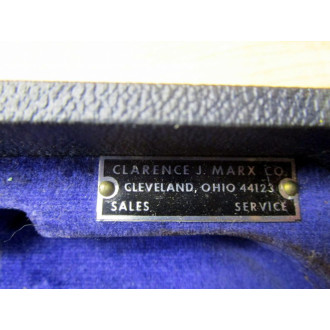 CLARENCE J. MARX CO.
CLEVELAND, OHIO 44123
SALES SERVICE